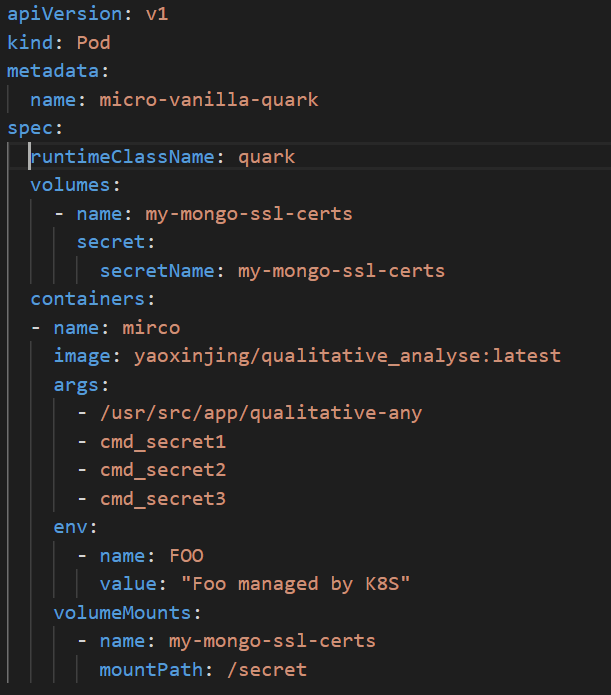 apiVersion: v1
kind: Pod
metadata:
  name: micro-vanilla-quark
spec:
  runtimeClassName: quark
  volumes:
    - name: my-mongo-ssl-certs
      secret:
        secretName: my-mongo-ssl-certs
  containers:
  - name: mirco
    image: yaoxinjing/qualitative_analyse:latest
    args:
      - /usr/src/app/qualitative-any
      - cmd_secret1
      - cmd_secret2
      - cmd_secret3
    env:
      - name: FOO
        value: "Foo managed by K8S"
    volumeMounts:
      - name: my-mongo-ssl-certs
        mountPath: /secret